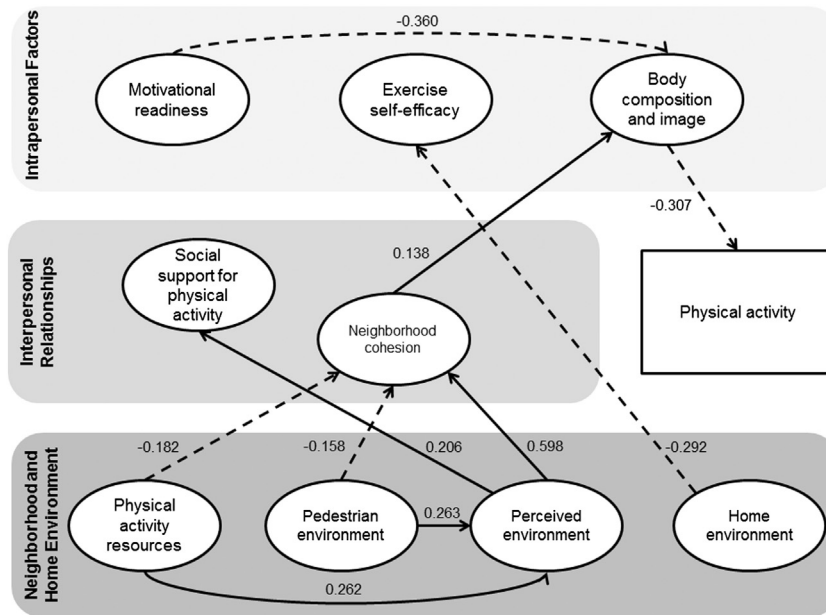 Intrapersonal Factors
-0.360
Motivational
readiness
Exercise
self-efficacy
Body
composition
and image
-0.307
Interpersonal
Relationships
Social
support for
physical
activity
0.138
Neighborhood
cohesion
Physical activity
Neighborhood and
Home Environment
-0.182
-0.158
0.206
0.598
-0.292
Physical
activity
resources
Pedestrian
environment
0.263
Perceived
environment
Home
environment
0.262